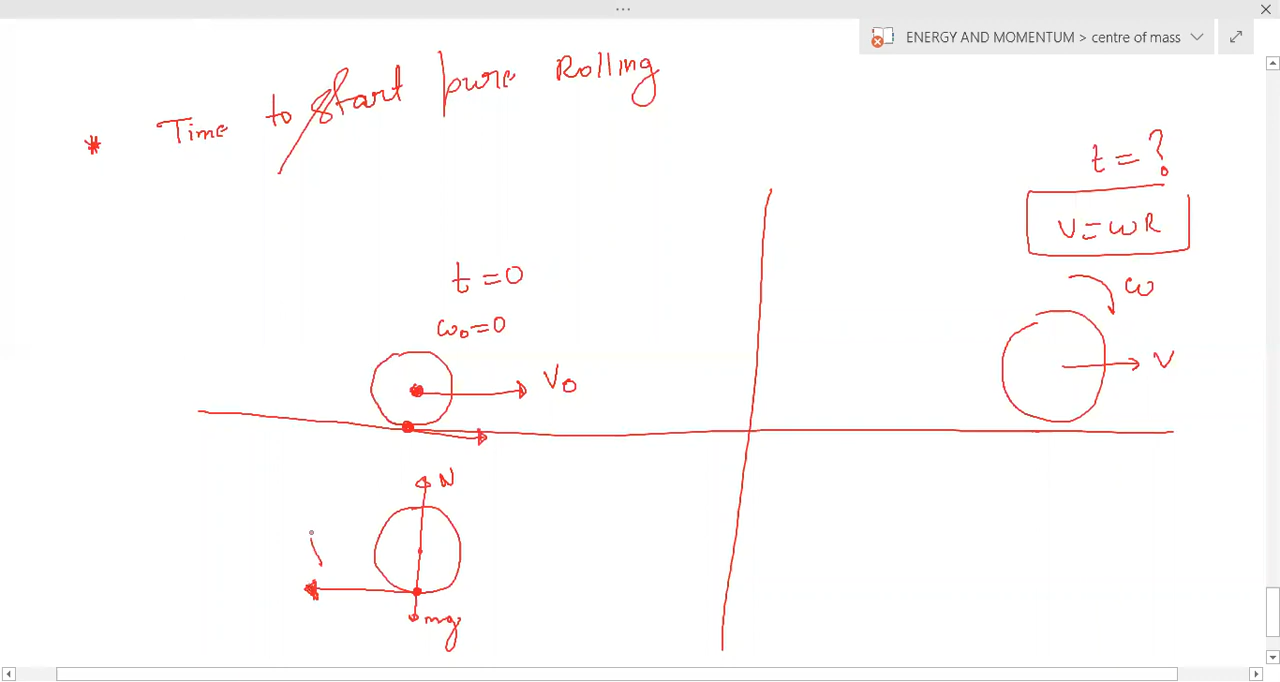 ENERGY AND MOMENTUM > centre of mass
* Time to start pure Rolling
t = ?
V = ωR
ω
V
t = 0
ω₀ = 0
V₀
N
mg